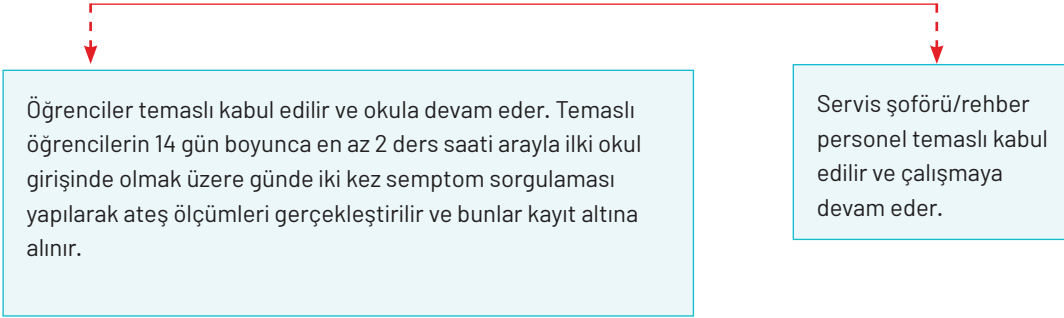 Öğrenciler temaslı kabul edilir ve okula devam eder. Temaslı
öğrencilerin 14 gün boyunca en az 2 ders saati arayla ilki okul
girişinde olmak üzere günde iki kez semptom sorgulaması
yapılarak ateş ölçümleri gerçekleştirilir ve bunlar kayıt altına
alınır.
Servis şoförü/rehber
personel temaslı kabul
edilir ve çalışmaya
devam eder.